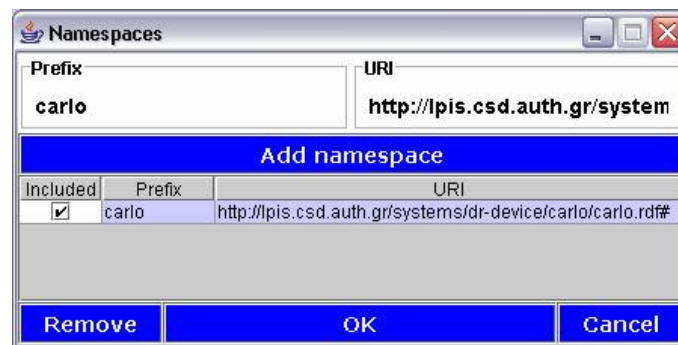 Namespaces
Prefix URI
carlo http://lpis.csd.auth.gr/system
Add namespace
Included Prefix URI
carlo http://lpis.csd.auth.gr/systems/dr-device/carlo/carlo.rdf#
Remove OK Cancel